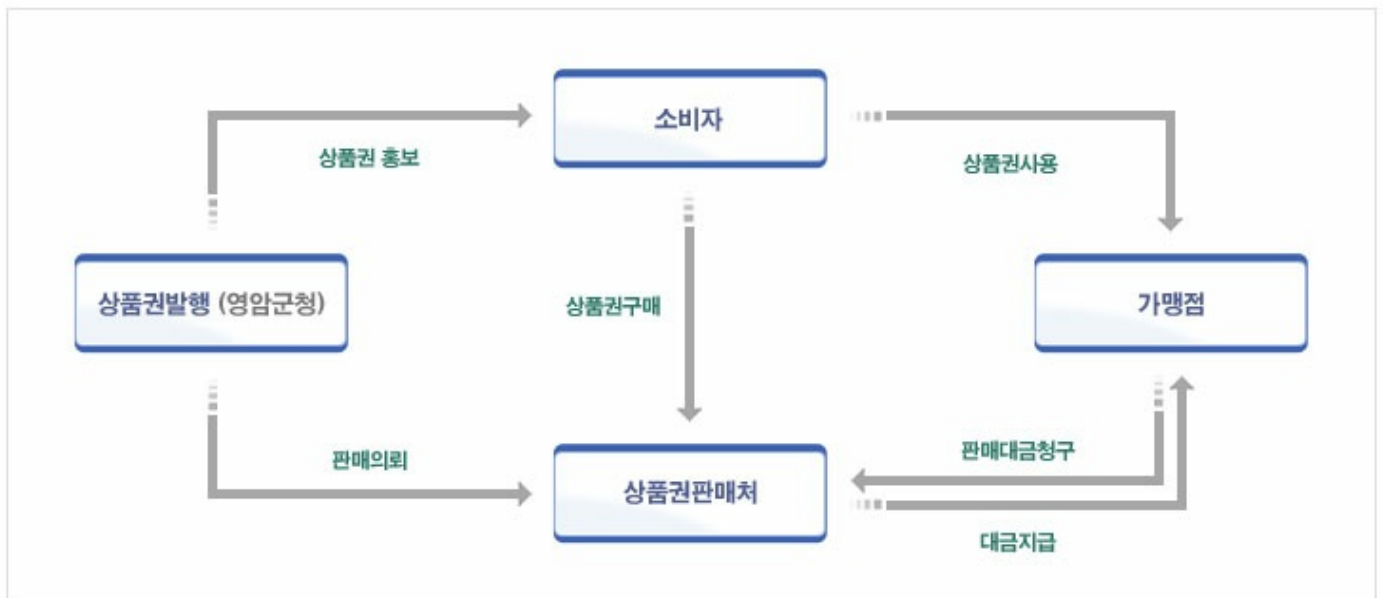 소비자
상품권 홍보
상품권사용
상품권발행 (영암군청)
상품권구매
가맹점
판매의뢰
상품권판매처
판매대금청구
대금지급